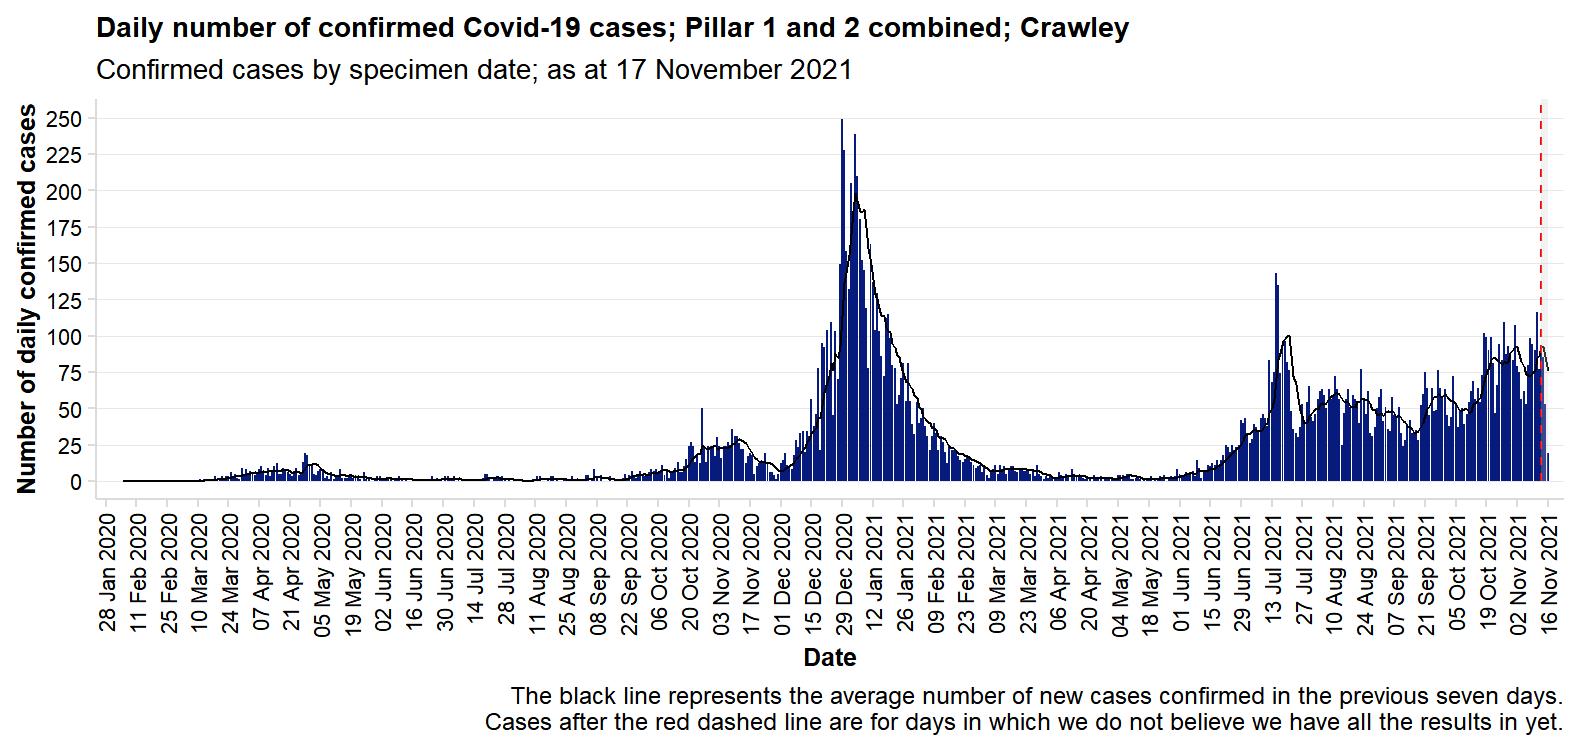 Daily number of confirmed Covid-19 cases; Pillar 1 and 2 combined; Crawley
Confirmed cases by specimen date; as at 17 November 2021
Number of daily confirmed cases
250
225
200
175
150
125
100
75
50
25
0
28 Jan 2020
11 Feb 2020
25 Feb 2020
10 Mar 2020
24 Mar 2020
07 Apr 2020
21 Apr 2020
05 May 2020
19 May 2020
02 Jun 2020
16 Jun 2020
30 Jun 2020
14 Jul 2020
28 Jul 2020
11 Aug 2020
25 Aug 2020
08 Sep 2020
22 Sep 2020
06 Oct 2020
20 Oct 2020
03 Nov 2020
17 Nov 2020
01 Dec 2020
15 Dec 2020
29 Dec 2020
12 Jan 2021
26 Jan 2021
09 Feb 2021
23 Feb 2021
09 Mar 2021
23 Mar 2021
06 Apr 2021
20 Apr 2021
04 May 2021
18 May 2021
01 Jun 2021
15 Jun 2021
29 Jun 2021
13 Jul 2021
27 Jul 2021
10 Aug 2021
24 Aug 2021
07 Sep 2021
21 Sep 2021
05 Oct 2021
19 Oct 2021
02 Nov 2021
16 Nov 2021
Date
The black line represents the average number of new cases confirmed in the previous seven days.
Cases after the red dashed line are for days in which we do not believe we have all the results in yet.